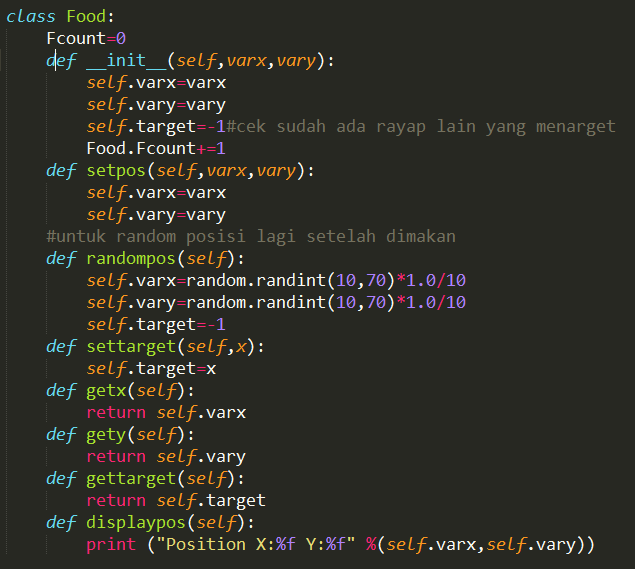 class Food:
    Fcount=0
    def __init__(self,varx,vary):
        self.varx=varx
        self.vary=vary
        self.target=-1#cek sudah ada rayap lain yang menarget
        Food.Fcount+=1
    def setpos(self,varx,vary):
        self.varx=varx
        self.vary=vary
    #untuk random posisi lagi setelah dimakan
    def randompos(self):
        self.varx=random.randint(10,70)*1.0/10
        self.vary=random.randint(10,70)*1.0/10
        self.target=-1
    def settarget(self,x):
        self.target=x
    def getx(self):
        return self.varx
    def gety(self):
        return self.vary
    def gettarget(self):
        return self.target
    def displaypos(self):
        print ("Position X:%f Y:%f" %(self.varx,self.vary))